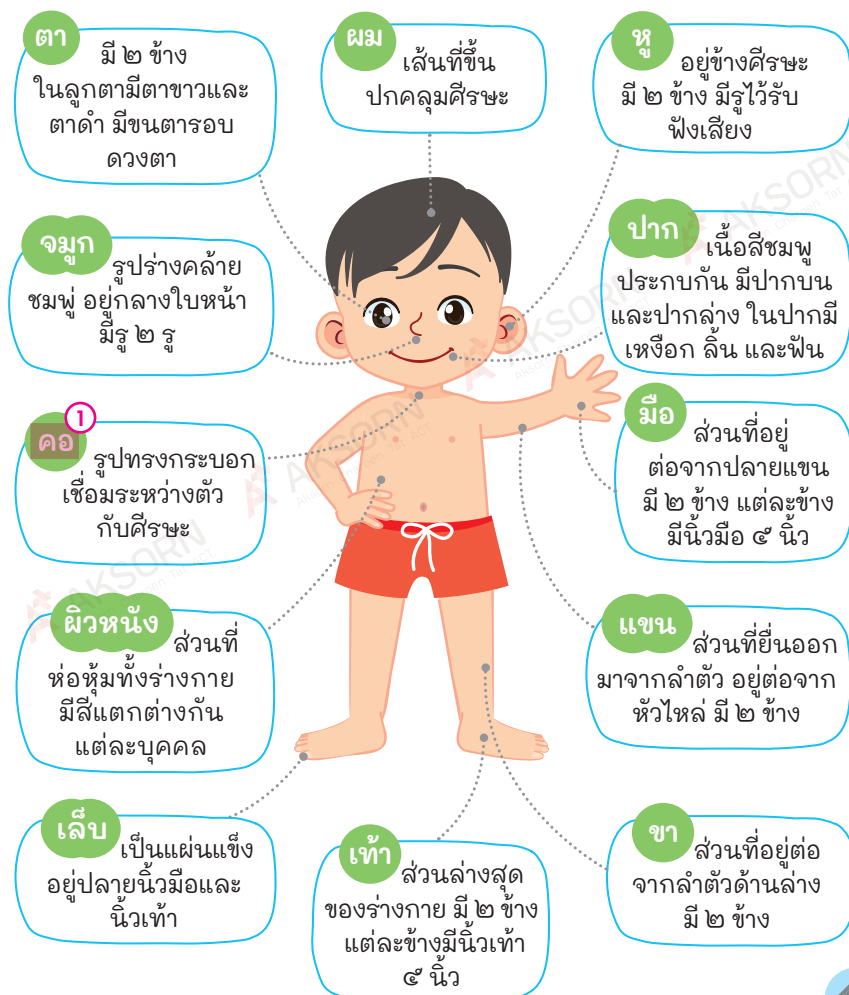 ตา
มี ๒ ข้าง
ในลูกตามีตาขาวและ
ตาดำ มีขนตารอบ
ดวงตา
ผม
เส้นที่ขึ้น
ปกคลุมศีรษะ
หู
อยู่ข้างศีรษะ
มี ๒ ข้าง มีรูไว้รับ
ฟังเสียง
จมูก
รูปร่างคล้าย
ชมพู่ อยู่กลางใบหน้า
มีรู ๒ รู
ปาก
เนื้อสีชมพู
ประกบกัน มีปากบน
และปากล่าง ในปากมี
เหงือก ลิ้น และฟัน
คอ
1
รูปทรงกระบอก
เชื่อมระหว่างตัว
กับศีรษะ
มือ
ส่วนที่อยู่
ต่อจากปลายแขน
มี ๒ ข้าง แต่ละข้าง
มีนิ้วมือ ๕ นิ้ว
ผิวหนัง
ส่วนที่
ห่อหุ้มทั้งร่างกาย
มีสีแตกต่างกัน
แต่ละบุคคล
แขน
ส่วนที่ยื่นออก
มาจากลำตัว อยู่ต่อจาก
หัวไหล่ มี ๒ ข้าง
เล็บ
เป็นแผ่นแข็ง
อยู่ปลายนิ้วมือและ
นิ้วเท้า
เท้า
ส่วนล่างสุด
ของร่างกาย มี ๒ ข้าง
แต่ละข้างมีนิ้วเท้า
๕ นิ้ว
ขา
ส่วนที่อยู่ต่อ
จากลำตัวด้านล่าง
มี ๒ ข้าง
AKSORN
AKSORN
AKSORN
AKSORN